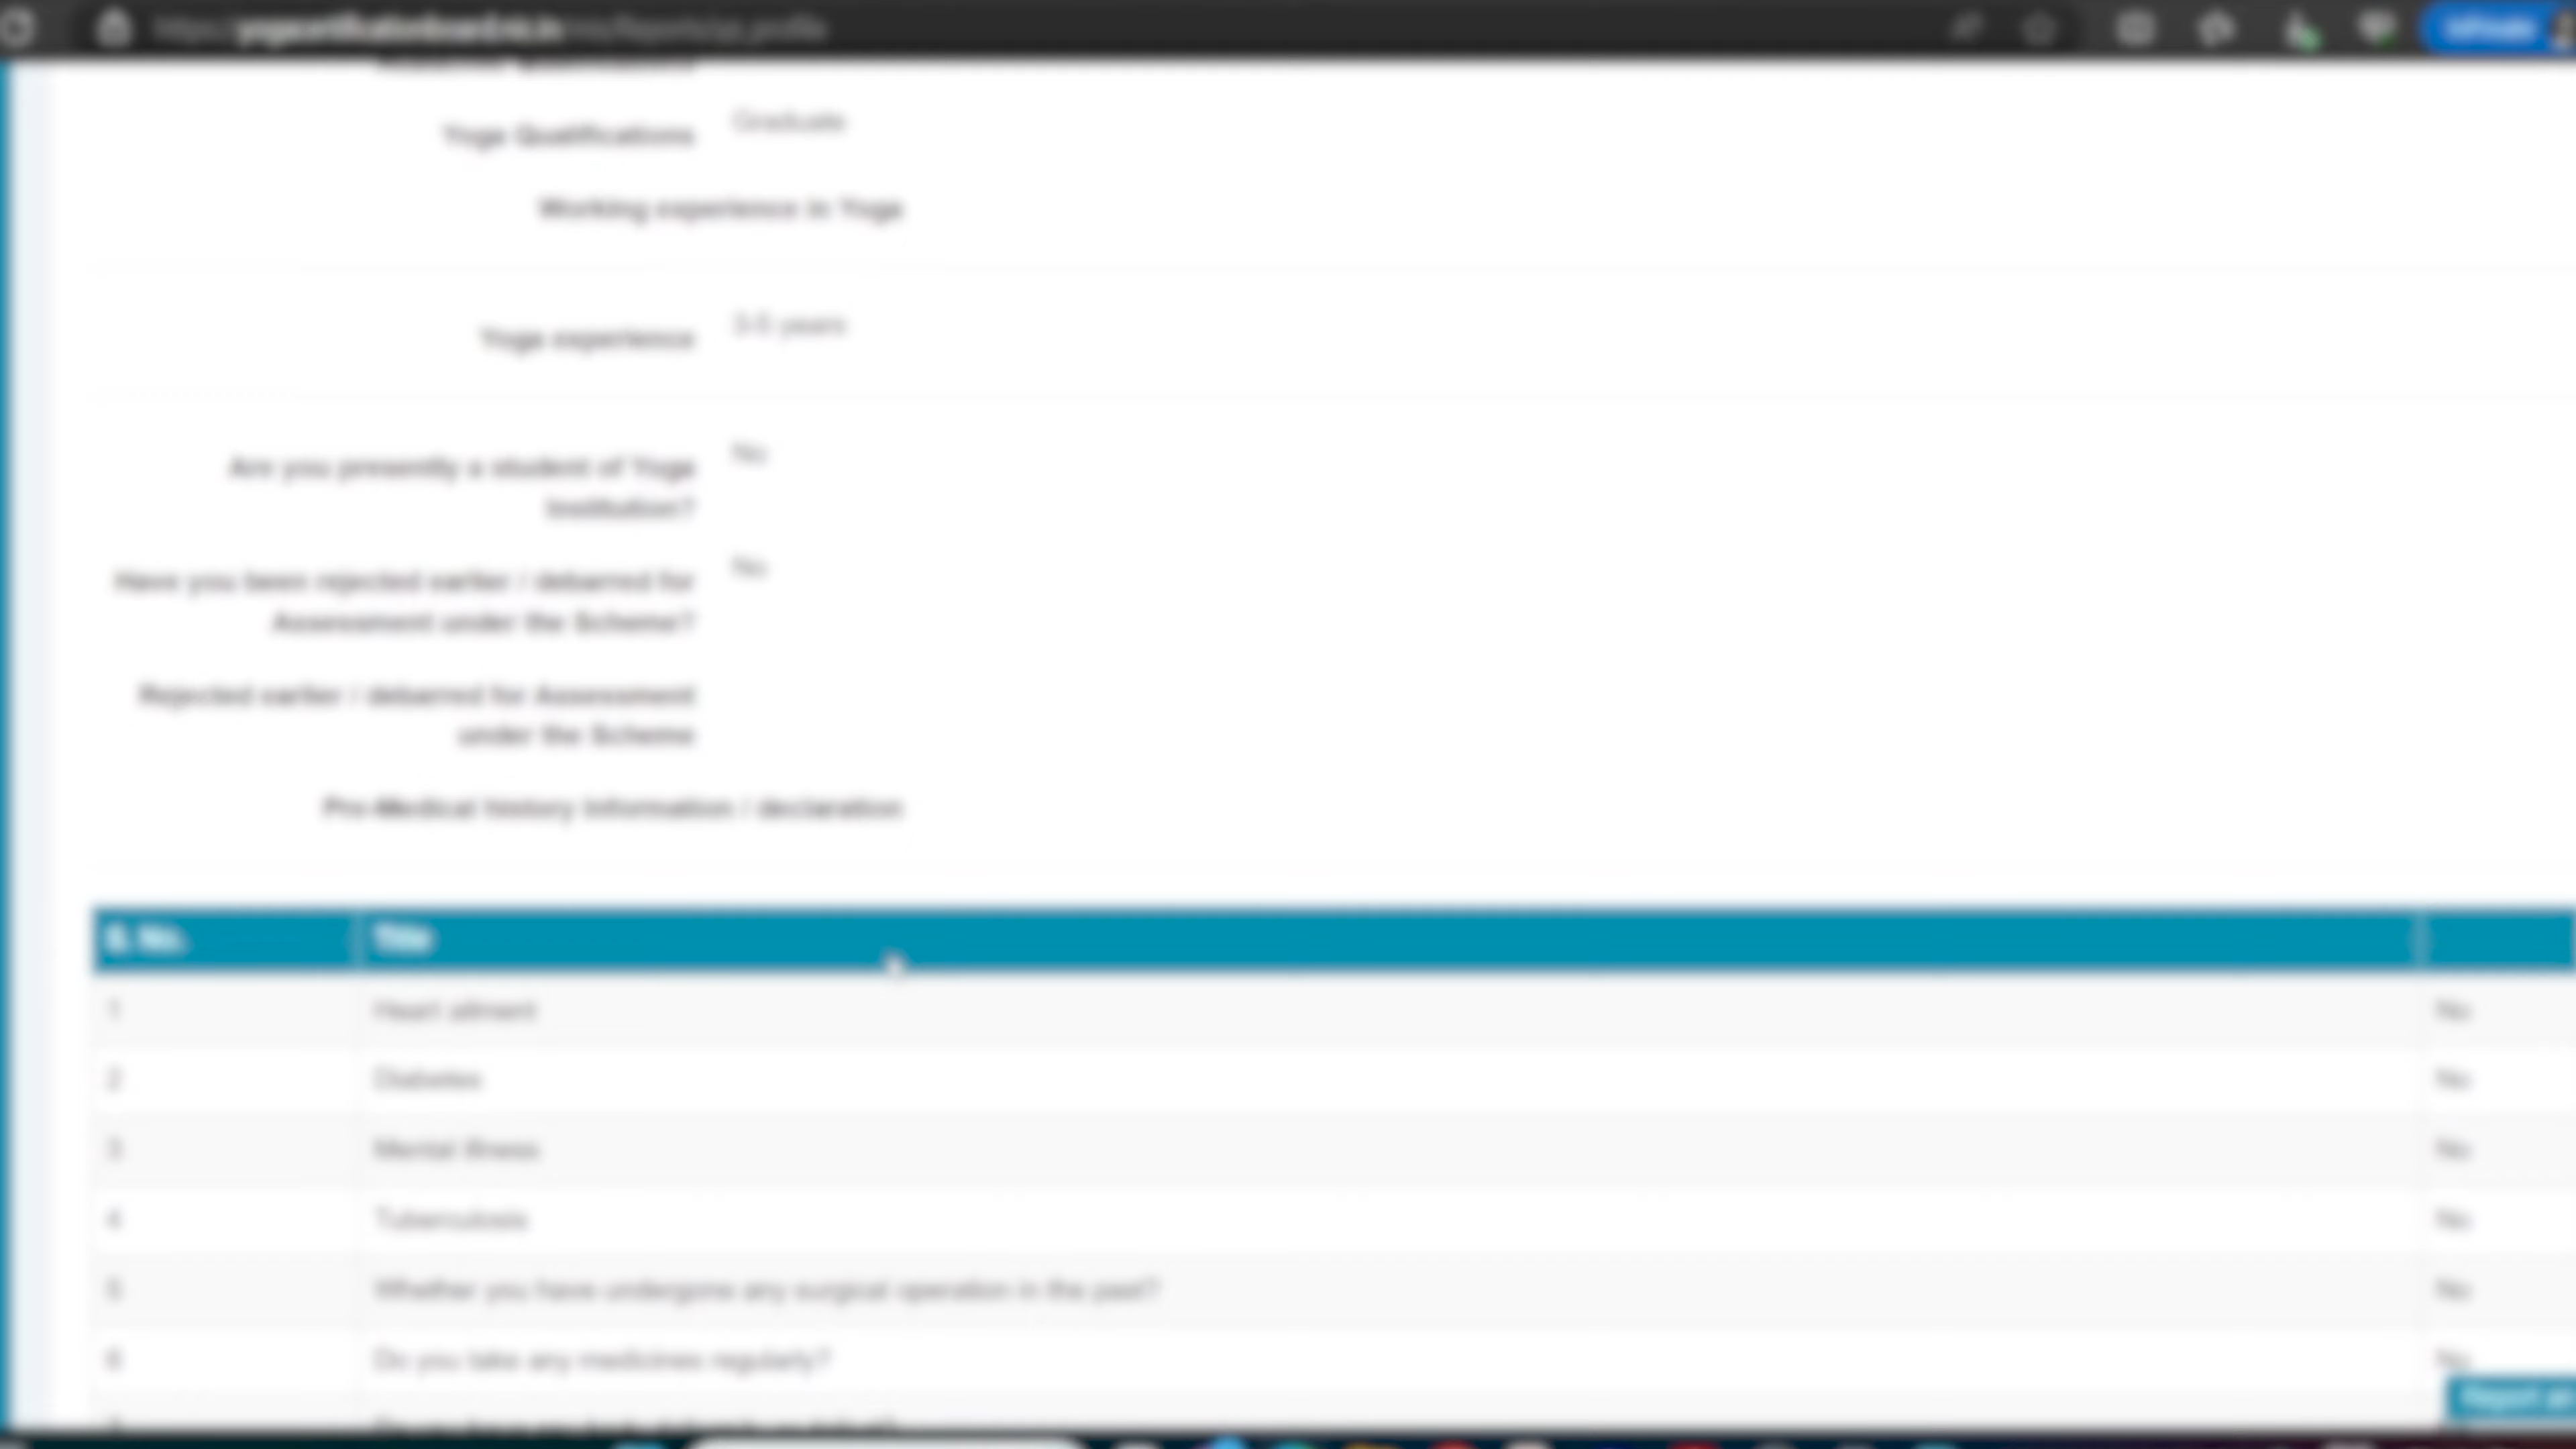 Yoga Qualifications Graduate
Working experience in Yoga
Yoga experience 3-5 years
Are you presently a student of Yoga No
Institution?
Have you been rejected earlier / debarred for No
Assessment under the Scheme?
Rejected earlier / debarred for Assessment
under the Scheme
Pre-Medical history Information / declaration
S. No. Title
1 Heart ailment No
2 Diabetes No
3 Mental illness No
4 Tuberculosis No
5 Whether you have undergone any surgical operation in the past? No
6 Do you take any medicines regularly? No
Report an